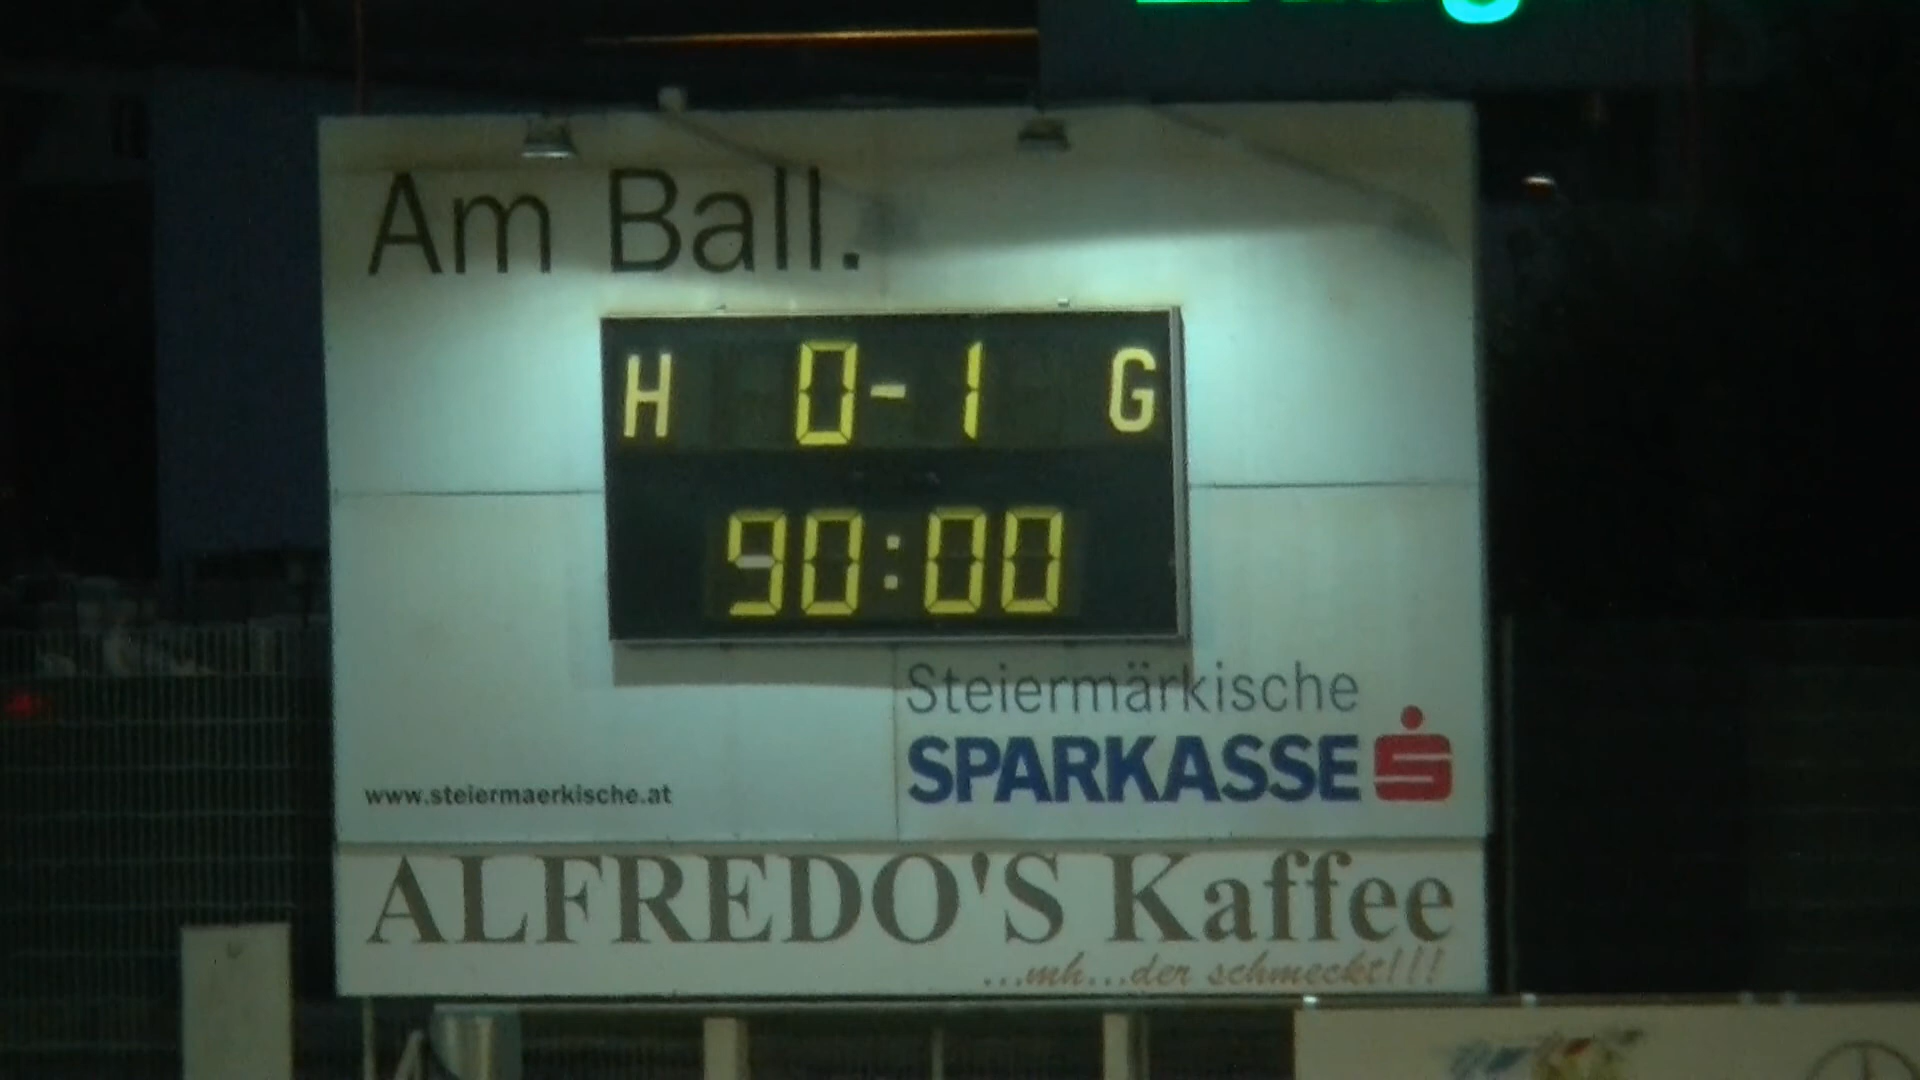 Am Ball.
H 0-1 G
90:00
Steiermärkische
SPARKASSE
www.steiermaerkische.at
ALFREDO'S Kaffee
...mh...der schmeckt!!!